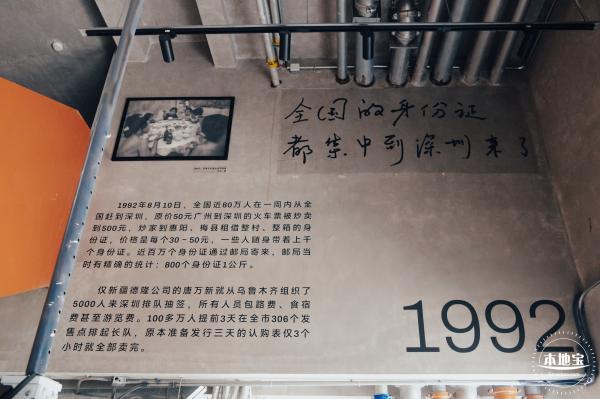 全国的身份证
都集中到深圳来了
1992年8月10日，全国近80万人在一周内从全
国赶到深圳，原价50元广州到深圳的火车票被炒卖
到500元，炒家到惠阳、梅县租借整村、整箱的身
份证，价格是每个30-50元，一些人随身带着上千
个身份证。近百万个身份证通过邮局寄来，邮局当
时有精确的统计：800个身份证1公斤。
仅新疆德隆公司的唐万新就从乌鲁木齐组织了
5000人来深圳排队抽签，所有人员包路费、食宿
费甚至游览费。100多万人提前3天在全市306个发
售点排起长队，原本准备发行三天的认购表仅3个
小时就全部卖完。
1992
本地宝